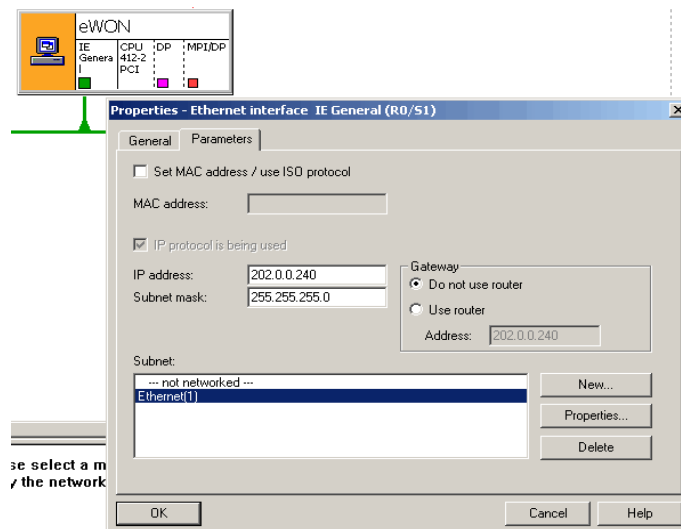 eWON
IE Genera l
CPU 412-2 PCI
DP
MPI/DP
Properties - Ethernet interface IE General (R0/S1)
General Parameters
Set MAC address / use ISO protocol
MAC address:
IP protocol is being used
IP address: 202.0.0.240
Subnet mask: 255.255.255.0
Gateway
Do not use router
Use router
Address: 202.0.0.240
Subnet:
--- not networked ---
Ethernet(1)
New...
Properties...
Delete
se select a m
y the network
OK Cancel Help